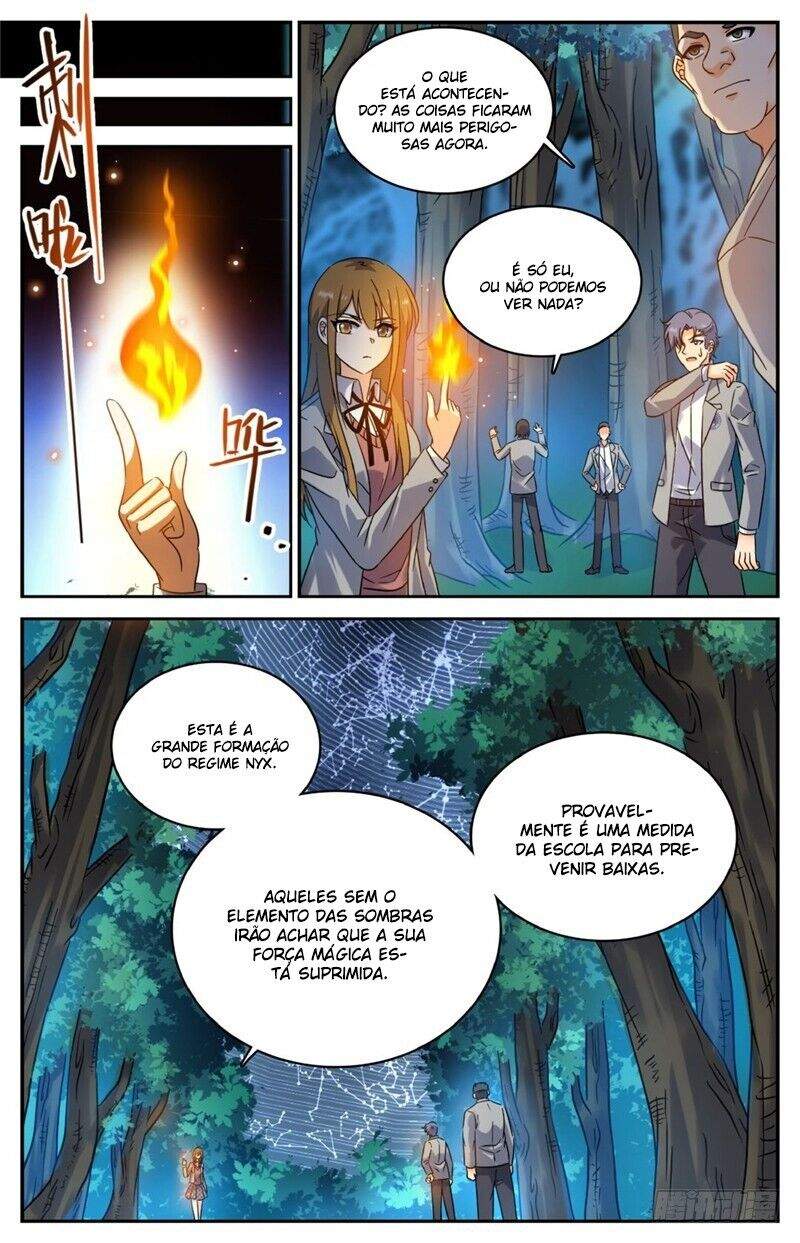 刺
啦
哗
O QUE
ESTÁ ACONTECEN-
DO? AS COISAS FICARAM
MUITO MAIS PERIGO-
SAS AGORA.
É SÓ EU,
OU NÃO PODEMOS
VER NADA?
ESTA É A
GRANDE FORMAÇÃO
DO REGIME NYX.
PROVAVEL-
MENTE É UMA MEDIDA
DA ESCOLA PARA PRE-
VENIR BAIXAS.
AQUELES SEM O
ELEMENTO DAS SOMBRAS
IRÃO ACHAR QUE A SUA
FORÇA MÁGICA ES-
TÁ SUPRIMIDA.